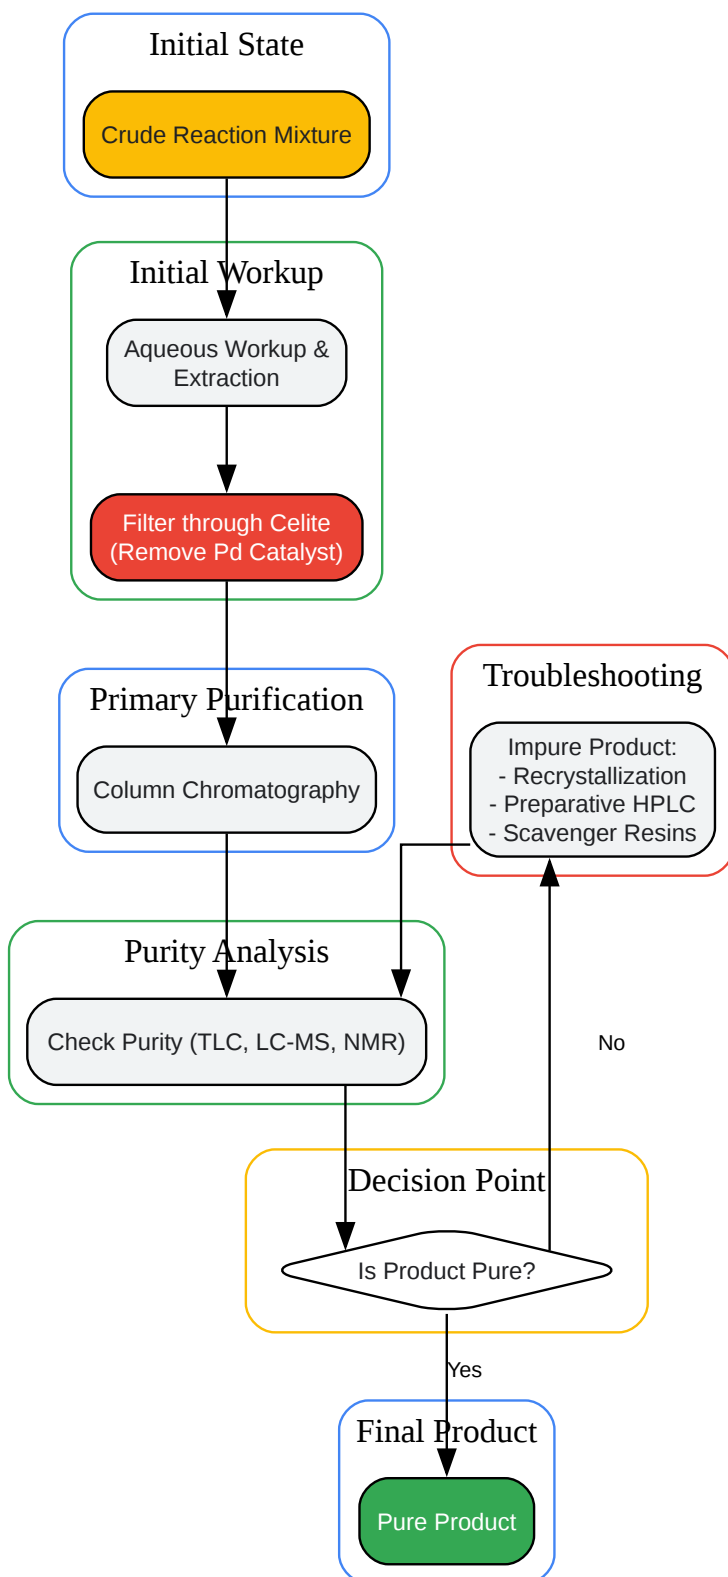 Initial State
Crude Reaction Mixture
Initial Workup
Aqueous Workup &
Extraction
Filter through Celite
(Remove Pd Catalyst)
Primary Purification
Column Chromatography
Troubleshooting
Impure Product:
- Recrystallization
- Preparative HPLC
- Scavenger Resins
Purity Analysis
Check Purity (TLC, LC-MS, NMR)
No
Decision Point
Is Product Pure?
Yes
Final Product
Pure Product